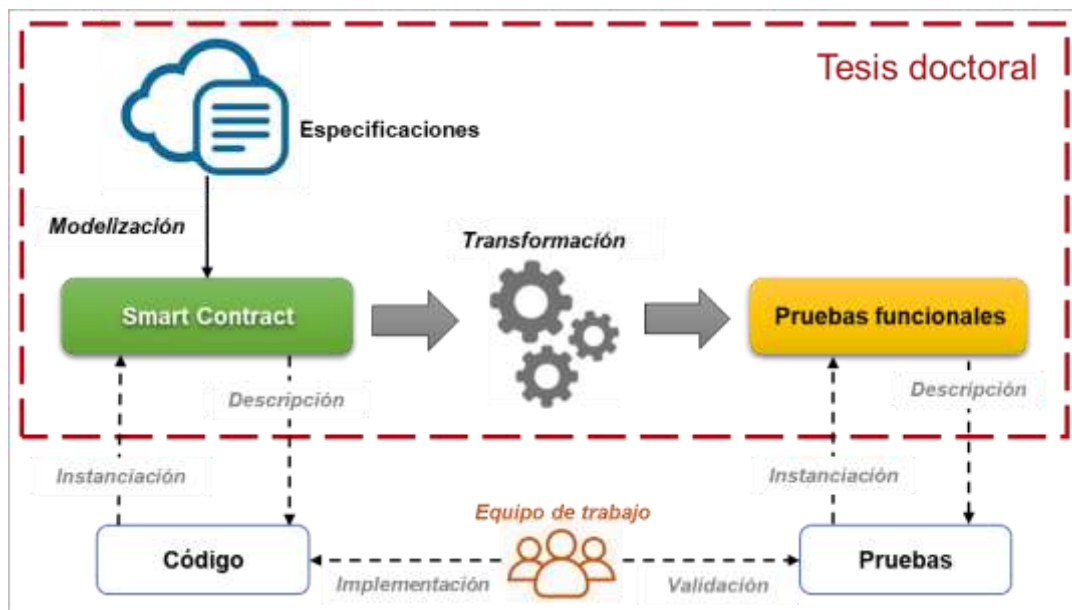 Tesis doctoral
Especificaciones
Modelización
Transformación
Smart Contract
Pruebas funcionales
Descripción
Descripción
Instanciación
Instanciación
Equipo de trabajo
Código
Pruebas
Implementación
Validación